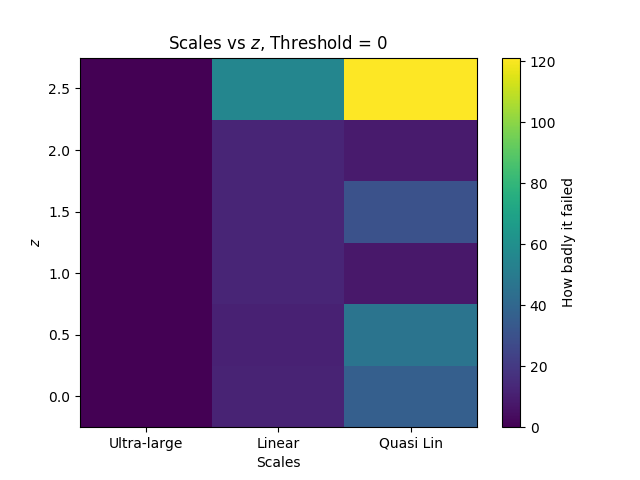 Scales vs z, Threshold = 0
2.5
2.0
1.5
1.0
0.5
0.0
z
Ultra-large Linear Quasi Lin
Scales
120
100
80
60
40
20
0
How badly it failed